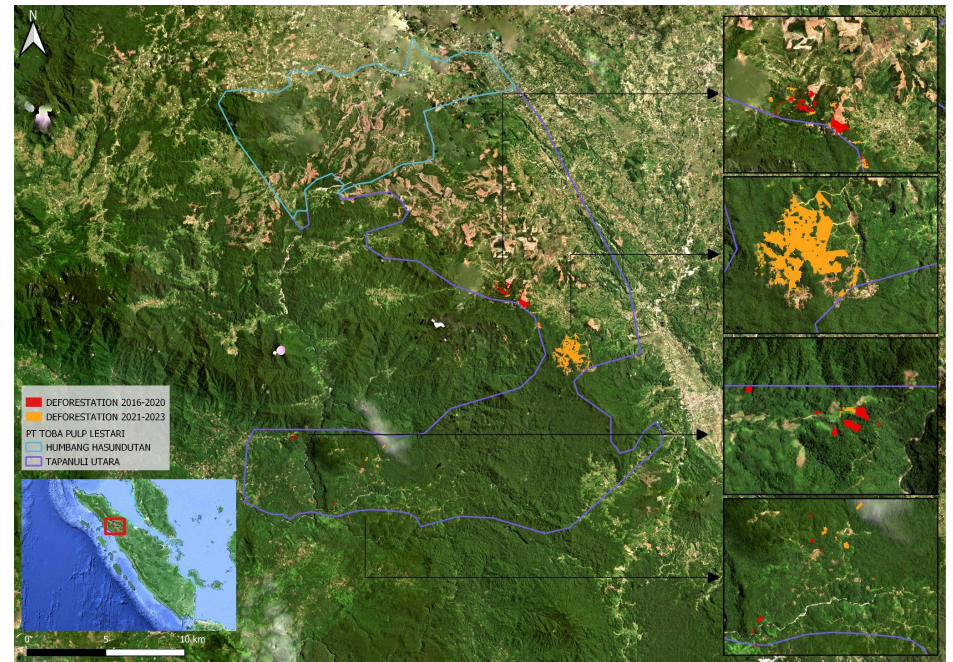 N
DEFORESTATION 2016-2020
DEFORESTATION 2021-2023
PT TOBA PULP LESTARI
HUMBANG HASUNDUTAN
TAPANULI UTARA
0 5 10 km